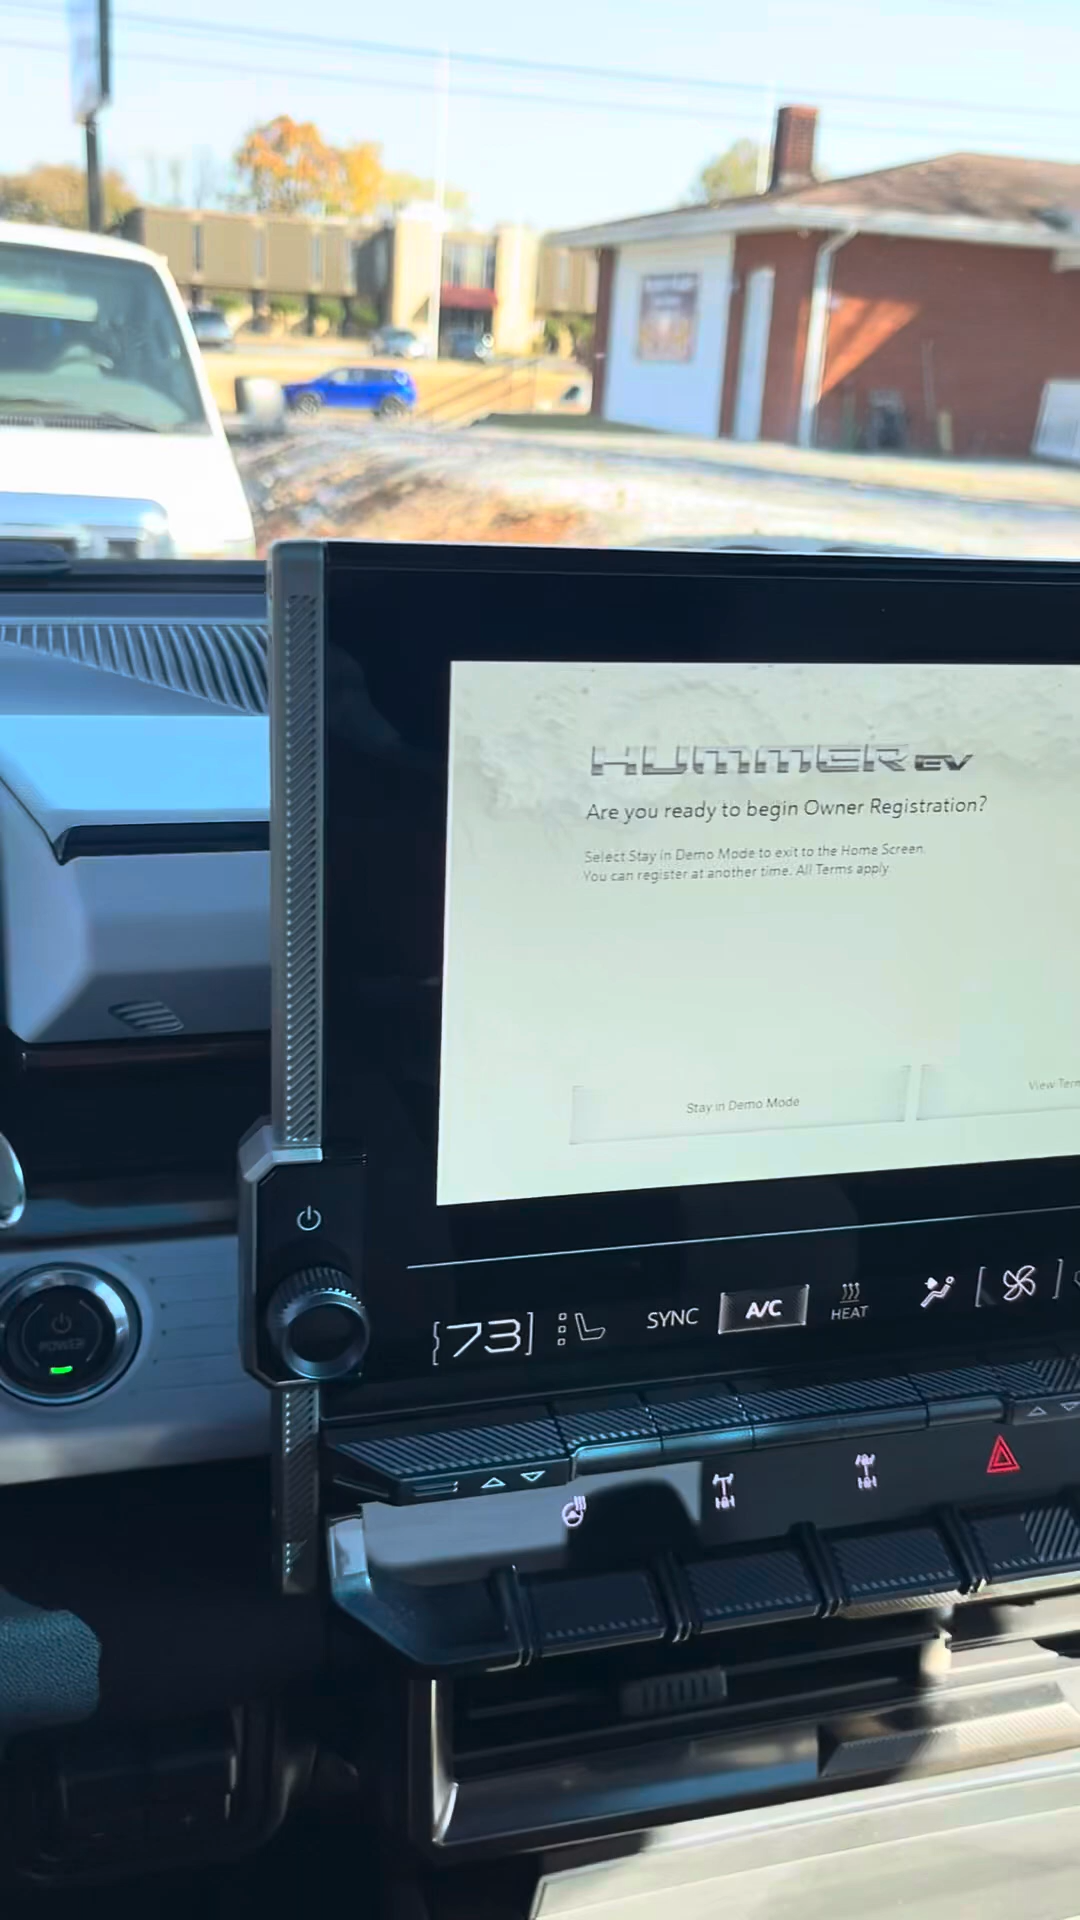 HUMMER EV
Are you ready to begin Owner Registration?
Select Stay in Demo Mode to exit to the Home Screen.
You can register at another time. All Terms apply
Stay in Demo Mode
View
POWER
73
SYNC
A/C
HEAT